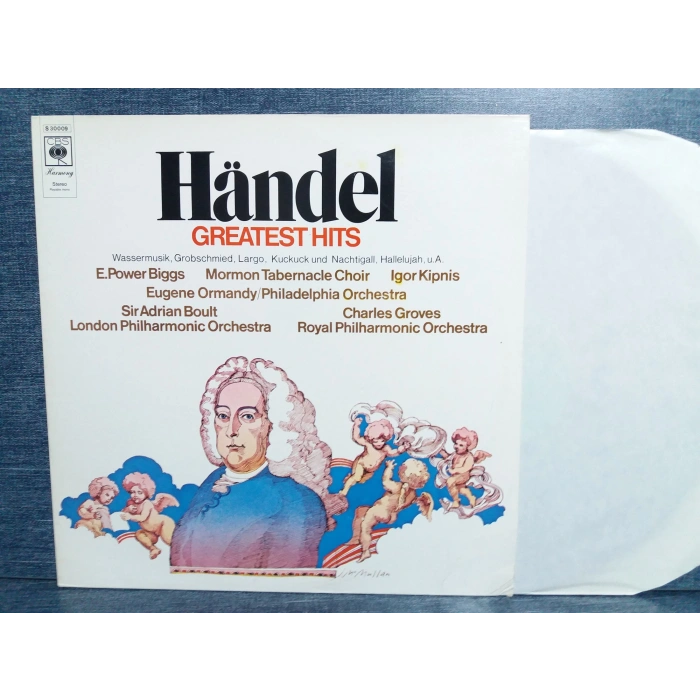 S 30009
CBS
Harmony
Stereo
Händel
GREATEST HITS
Wassermusik, Grobschmied, Largo, Kuckuck und Nachtigall, Hallelujah, u.A.
E.Power Biggs Mormon Tabernacle Choir Igor Kipnis
Eugene Ormandy/Philadelphia Orchestra
Sir Adrian Boult Charles Groves
London Philharmonic Orchestra Royal Philharmonic Orchestra